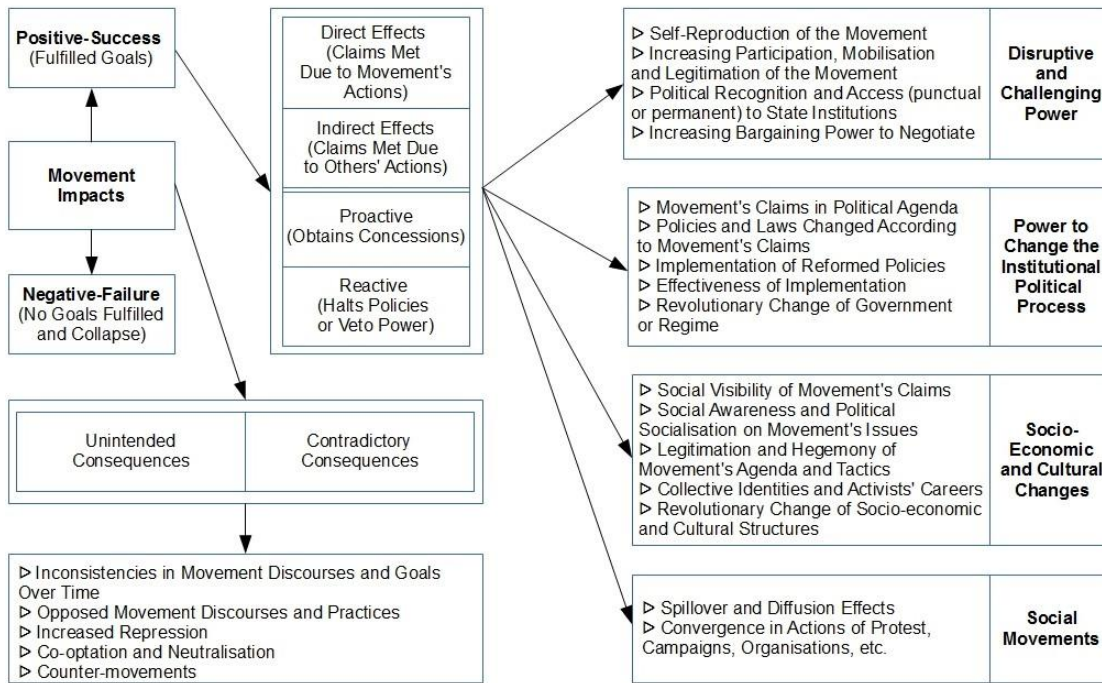 Positive-Success
(Fulfilled Goals)
Movement
Impacts
Negative-Failure
(No Goals Fulfilled
and Collapse)
Direct Effects
(Claims Met
Due to Movement's
Actions)
Indirect Effects
(Claims Met Due
to Others' Actions)
Proactive
(Obtains Concessions)
Reactive
(Halts Policies
or Veto Power)
Unintended
Consequences
Contradictory
Consequences
▷ Inconsistencies in Movement Discourses and Goals
Over Time
▷ Opposed Movement Discourses and Practices
▷ Increased Repression
▷ Co-optation and Neutralisation
▷ Counter-movements
▷ Self-Reproduction of the Movement
▷ Increasing Participation, Mobilisation
and Legitimation of the Movement
▷ Political Recognition and Access (punctual
or permanent) to State Institutions
▷ Increasing Bargaining Power to Negotiate
Disruptive
and
Challenging
Power
▷ Movement's Claims in Political Agenda
▷ Policies and Laws Changed According
to Movement's Claims
▷ Implementation of Reformed Policies
▷ Effectiveness of Implementation
▷ Revolutionary Change of Government
or Regime
Power to
Change the
Institutional
Political
Process
▷ Social Visibility of Movement's Claims
▷ Social Awareness and Political
Socialisation on Movement's Issues
▷ Legitimation and Hegemony of
Movement's Agenda and Tactics
▷ Collective Identities and Activists' Careers
▷ Revolutionary Change of Socio-economic
and Cultural Structures
Socio-
Economic
and Cultural
Changes
▷ Spillover and Diffusion Effects
▷ Convergence in Actions of Protest,
Campaigns, Organisations, etc.
Social
Movements